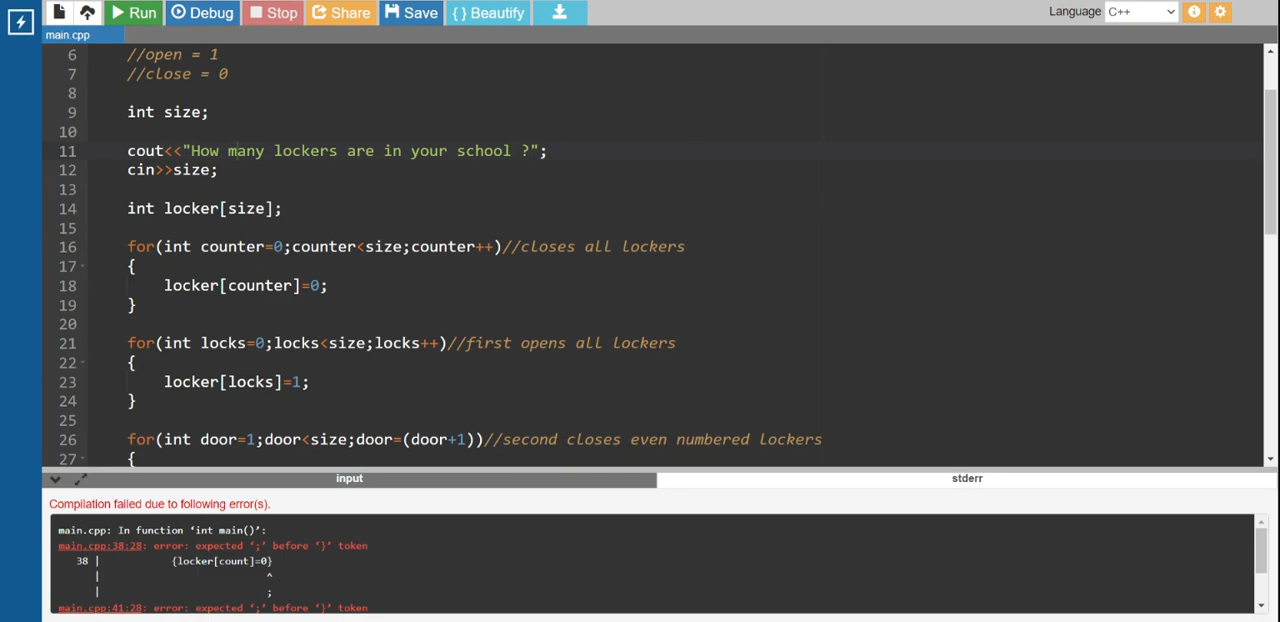 Run Debug Stop Share Save { } Beautify Language C++
main.cpp
6 //open = 1
7 //close = 0
8
9 int size;
10
11 cout<<"How many lockers are in your school ?";
12 cin>>size;
13
14 int locker[size];
15
16 for(int counter=0;counter<size;counter++)//closes all lockers
17 {
18 locker[counter]=0;
19 }
20
21 for(int locks=0;locks<size;locks++)//first opens all lockers
22 {
23 locker[locks]=1;
24 }
25
26 for(int door=1;door<size;door=(door+1))//second closes even numbered lockers
27 {
input stderr
Compilation failed due to following error(s).
main.cpp: In function ‘int main()’:
main.cpp:38:28: error: expected ‘;’ before ‘}’ token
38 | {locker[count]=0}
| ^
| ;
main.cpp:41:28: error: expected ‘;’ before ‘}’ token